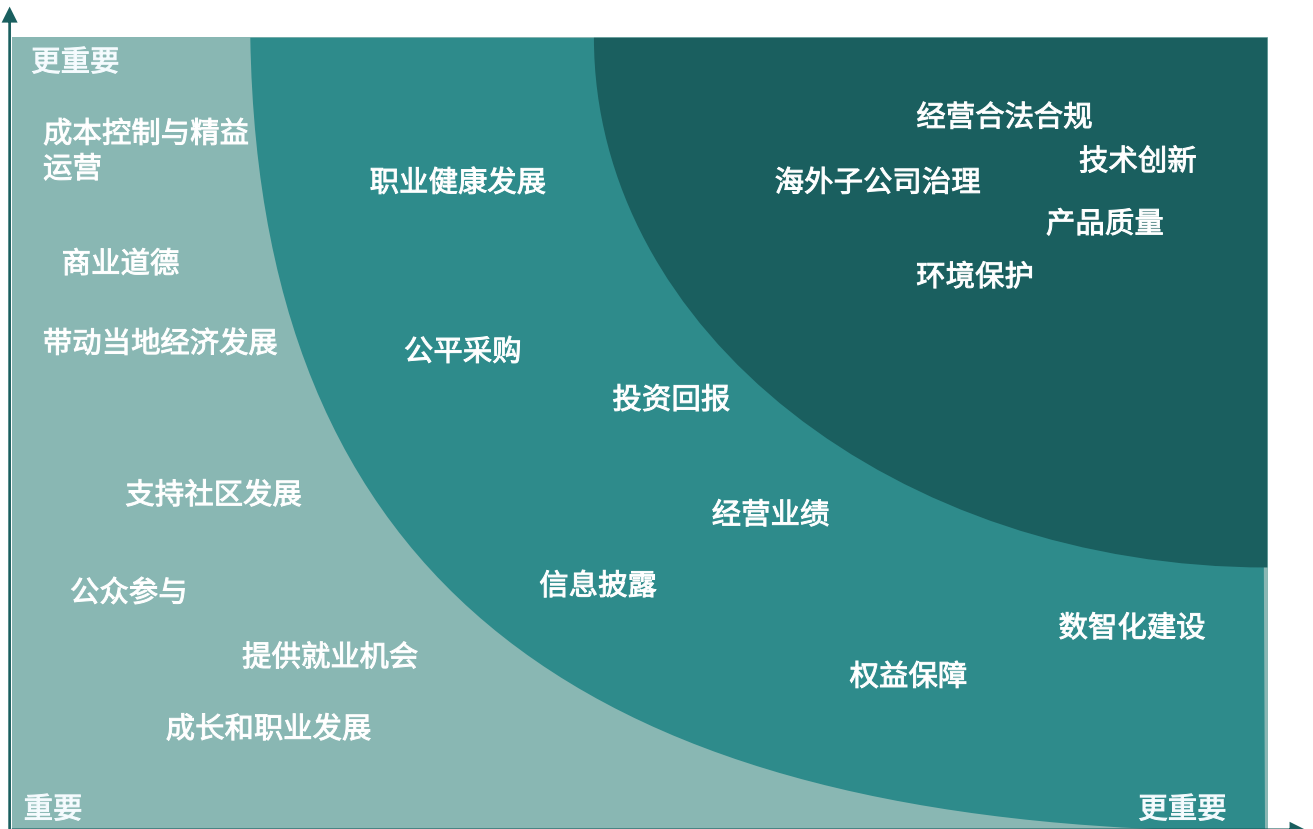 更重要
经营合法合规
成本控制与精益
运营
技术创新
职业健康发展
海外子公司治理
产品质量
商业道德
环境保护
带动当地经济发展
公平采购
投资回报
支持社区发展
经营业绩
信息披露
公众参与
数智化建设
提供就业机会
权益保障
成长和职业发展
重要
更重要